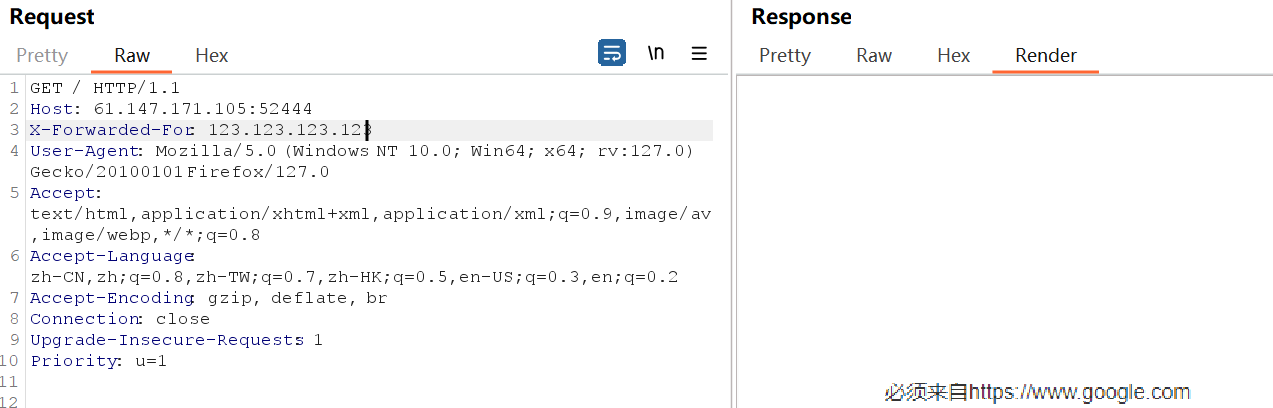 Request
Response
Pretty Raw Hex \n
Pretty Raw Hex Render
1 GET / HTTP/1.1
2 Host: 61.147.171.105:52444
3 X-Forwarded-For: 123.123.123.123
4 User-Agent: Mozilla/5.0 (Windows NT 10.0; Win64; x64; rv:127.0)
Gecko/20100101 Firefox/127.0
5 Accept:
text/html,application/xhtml+xml,application/xml;q=0.9,image/av
,image/webp,*/*;q=0.8
6 Accept-Language:
zh-CN,zh;q=0.8,zh-TW;q=0.7,zh-HK;q=0.5,en-US;q=0.3,en;q=0.2
7 Accept-Encoding: gzip, deflate, br
8 Connection: close
9 Upgrade-Insecure-Requests: 1
10 Priority: u=1
11
12
必须来自https://www.google.com